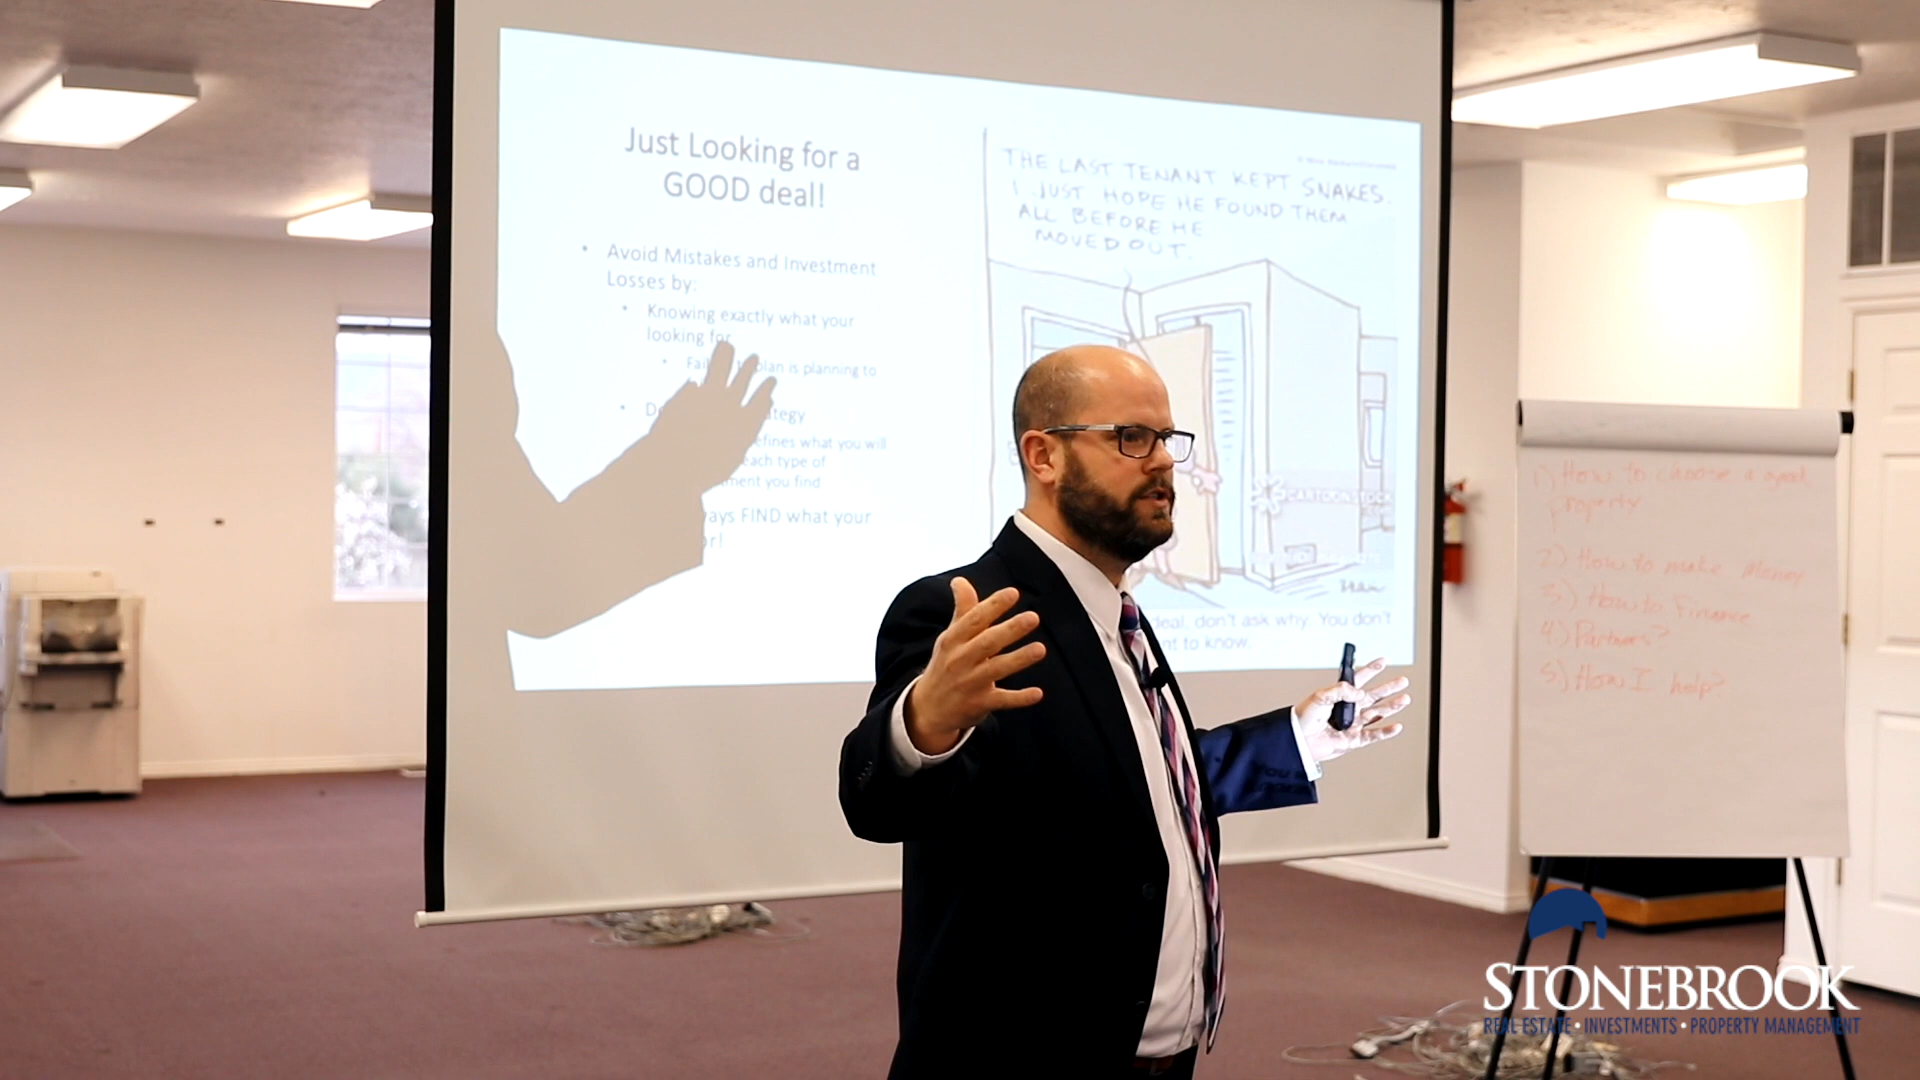 Just Looking for a
GOOD deal!
Avoid Mistakes and Investment
Losses by:
Knowing exactly what your
looking for
plan is planning to
efines what you will
each type of
you find
FIND what your
THE LAST TENANT KEPT SNAKES.
I JUST HOPE HE FOUND THEM
ALL BEFORE HE
MOVED OUT.
CARTOONSTOCK
deal, don't ask why. You don't
to know.
1) How to choose a good
property
2) How to make Money
3) How to Finance
4) Partners?
5) How I help?
STONEBROOK
REAL ESTATE • INVESTMENTS • PROPERTY MANAGEMENT